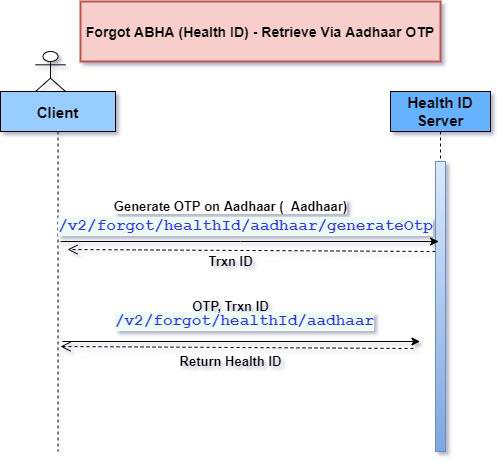 Forgot ABHA (Health ID) - Retrieve Via Aadhaar OTP
Client
Health ID
Server
Generate OTP on Aadhaar (  Aadhaar)
/v2/forgot/healthId/aadhaar/generateOtp
Trxn ID
OTP, Trxn ID
/v2/forgot/healthId/aadhaar
Return Health ID